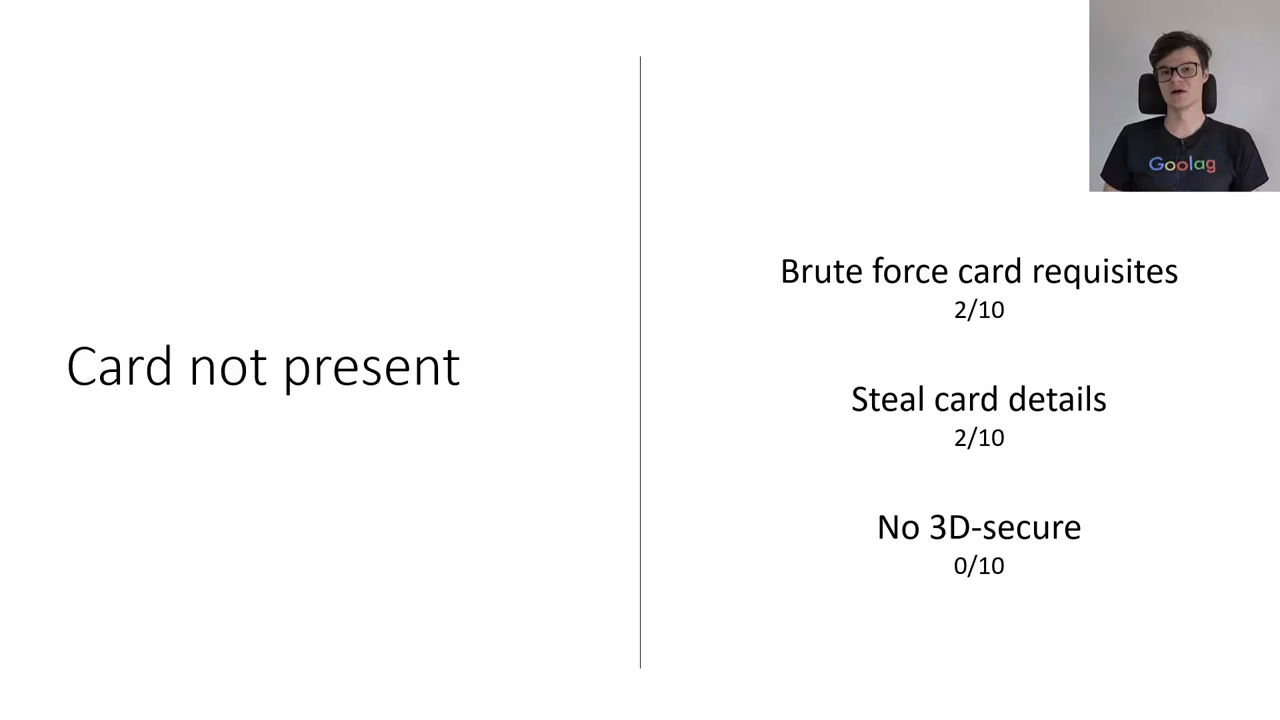 Goolag
Card not present
Brute force card requisites
2/10
Steal card details
2/10
No 3D-secure
0/10